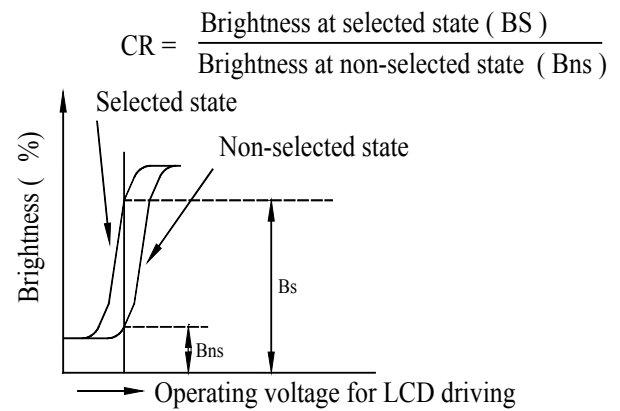 CR = Brightness at selected state ( BS )
Brightness at non-selected state ( Bns )
Selected state
Non-selected state
Brightness ( %)
Bs
Bns
Operating voltage for LCD driving